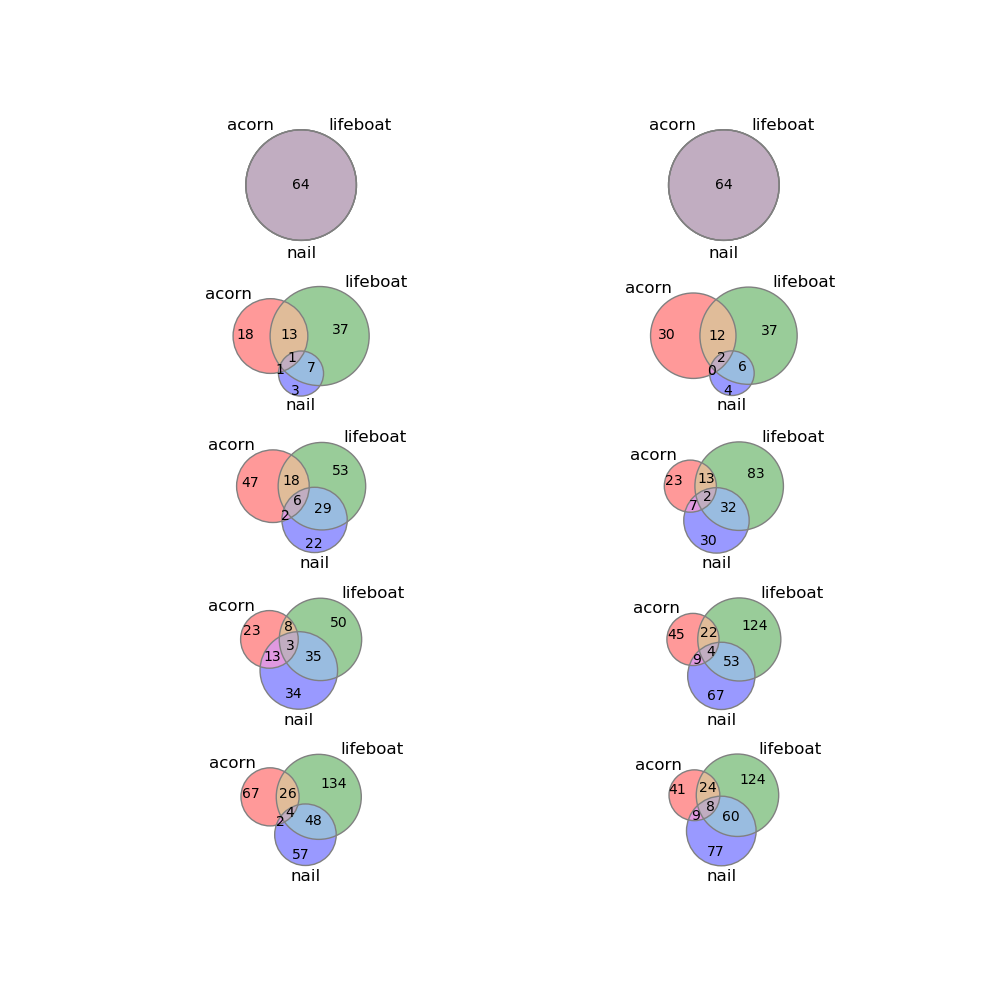 acorn lifeboat
64
nail
acorn lifeboat
64
nail
acorn lifeboat
18 13 37
1
1 7
3
nail
acorn lifeboat
30 12 37
2
0 6
4
nail
acorn lifeboat
47 18 53
6
2 29
22
nail
acorn lifeboat
23 13 83
2
7 32
30
nail
acorn lifeboat
23 8 50
3
13 35
34
nail
acorn lifeboat
45 22 124
4
9 53
67
nail
acorn lifeboat
67 26 134
4
2 48
57
nail
acorn lifeboat
41 24 124
8
9 60
77
nail